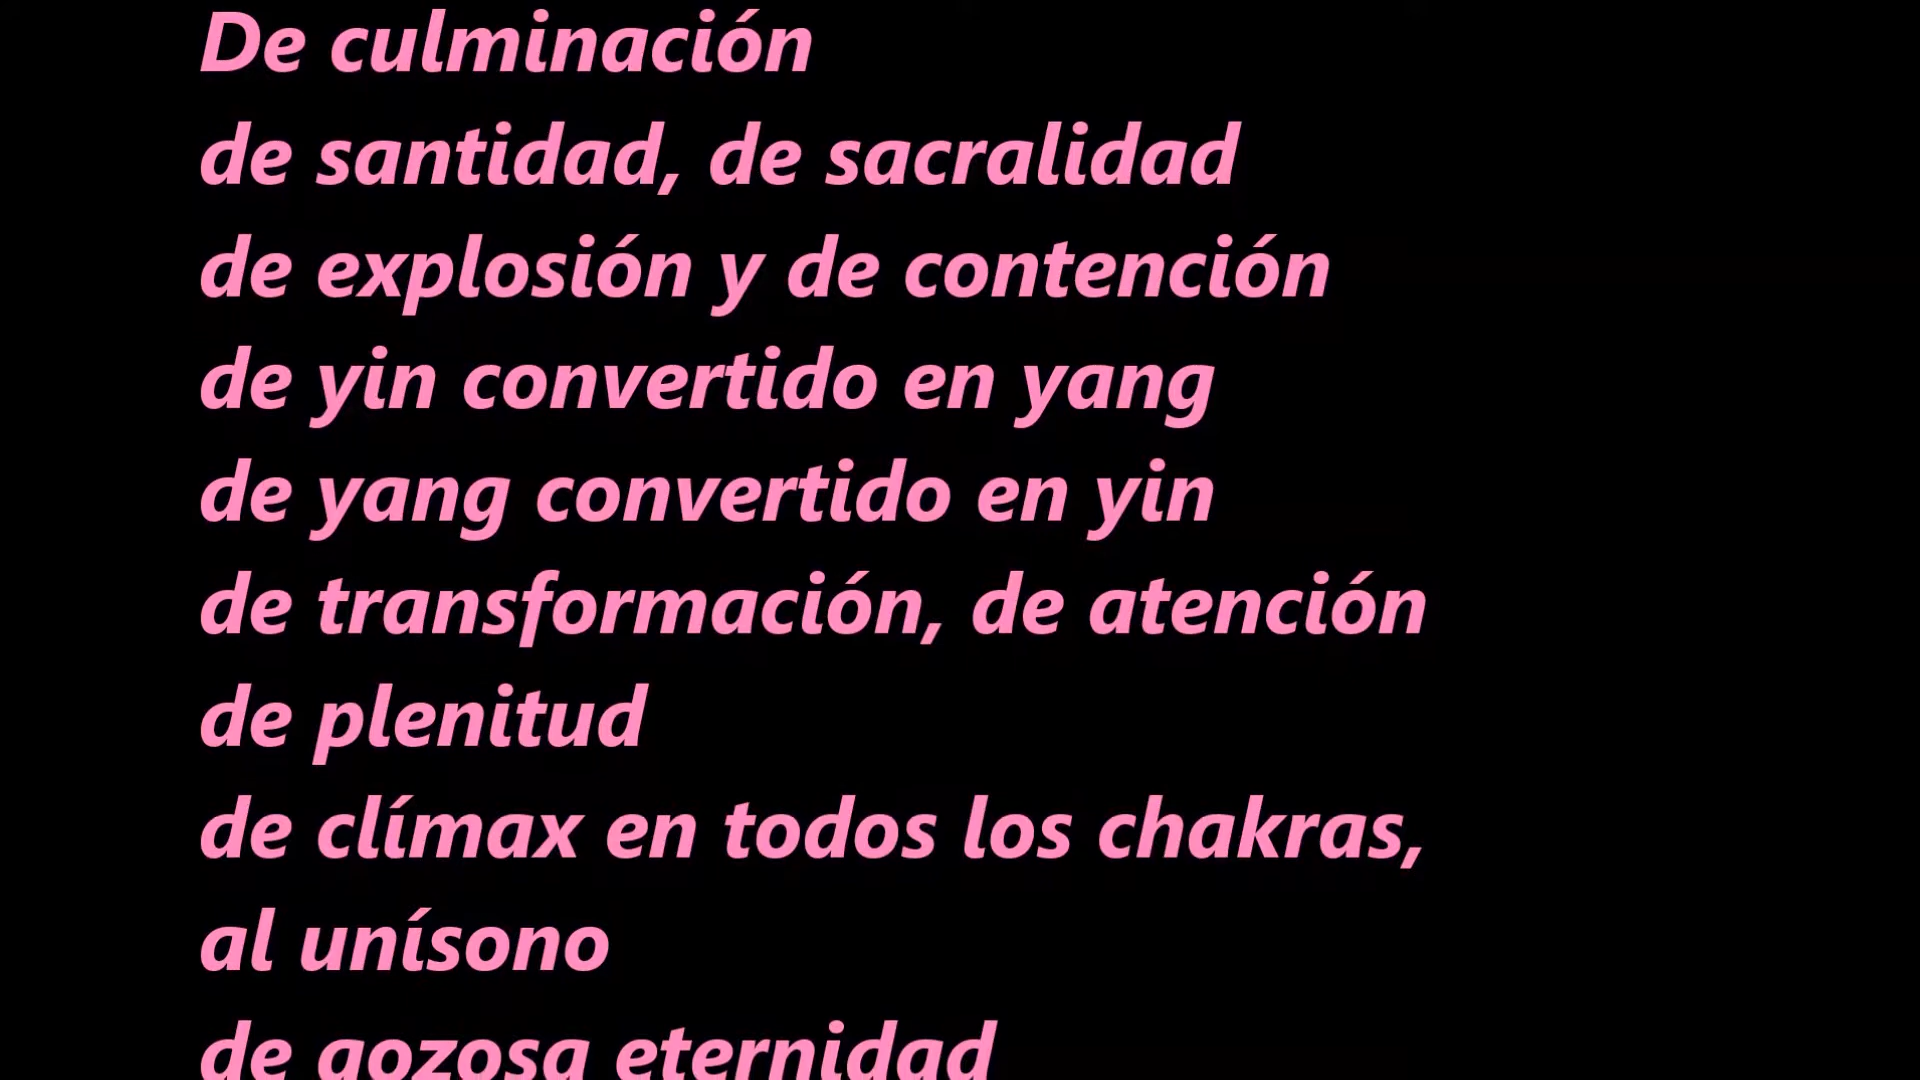 De culminación
de santidad, de sacralidad
de explosión y de contención
de yin convertido en yang
de yang convertido en yin
de transformación, de atención
de plenitud
de clímax en todos los chakras,
al unísono
de gozosa eternidad